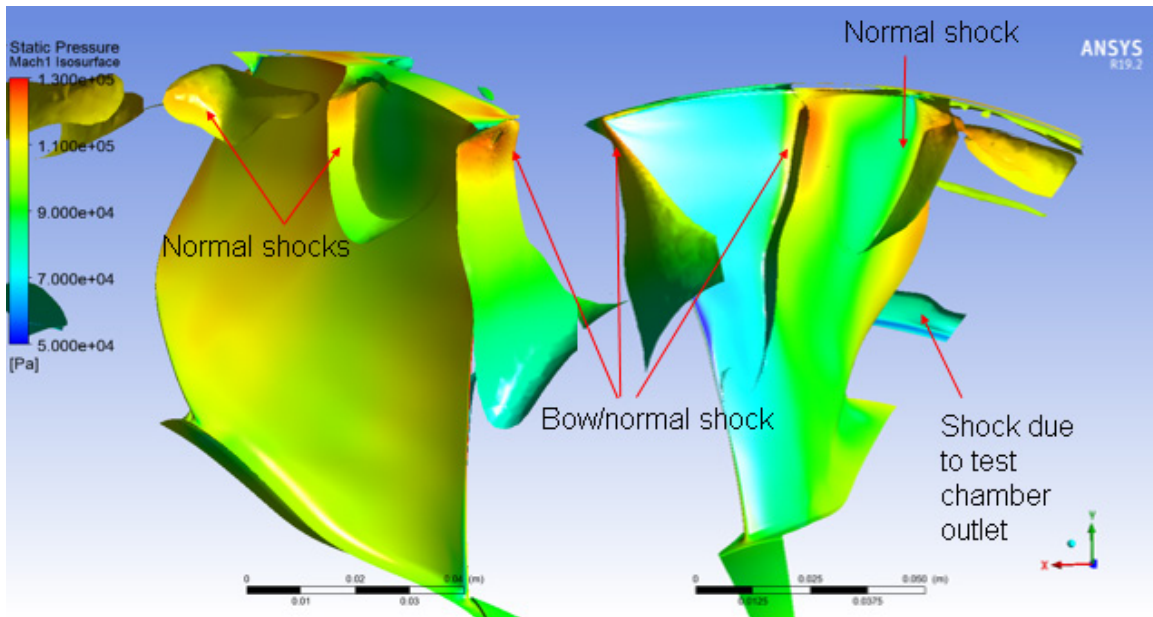 Static Pressure
Mach1 Isosurface
1.300e+05
1.100e+05
9.000e+04
7.000e+04
5.000e+04
[Pa]
Normal shock
ANSYS
R19.2
Normal shocks
Bow/normal shock
Shock due
to test
chamber
outlet
0 0.02 0.04 (m)
0.01 0.03
0 0.025 0.050 (m)
0.0125 0.0375
Y
X